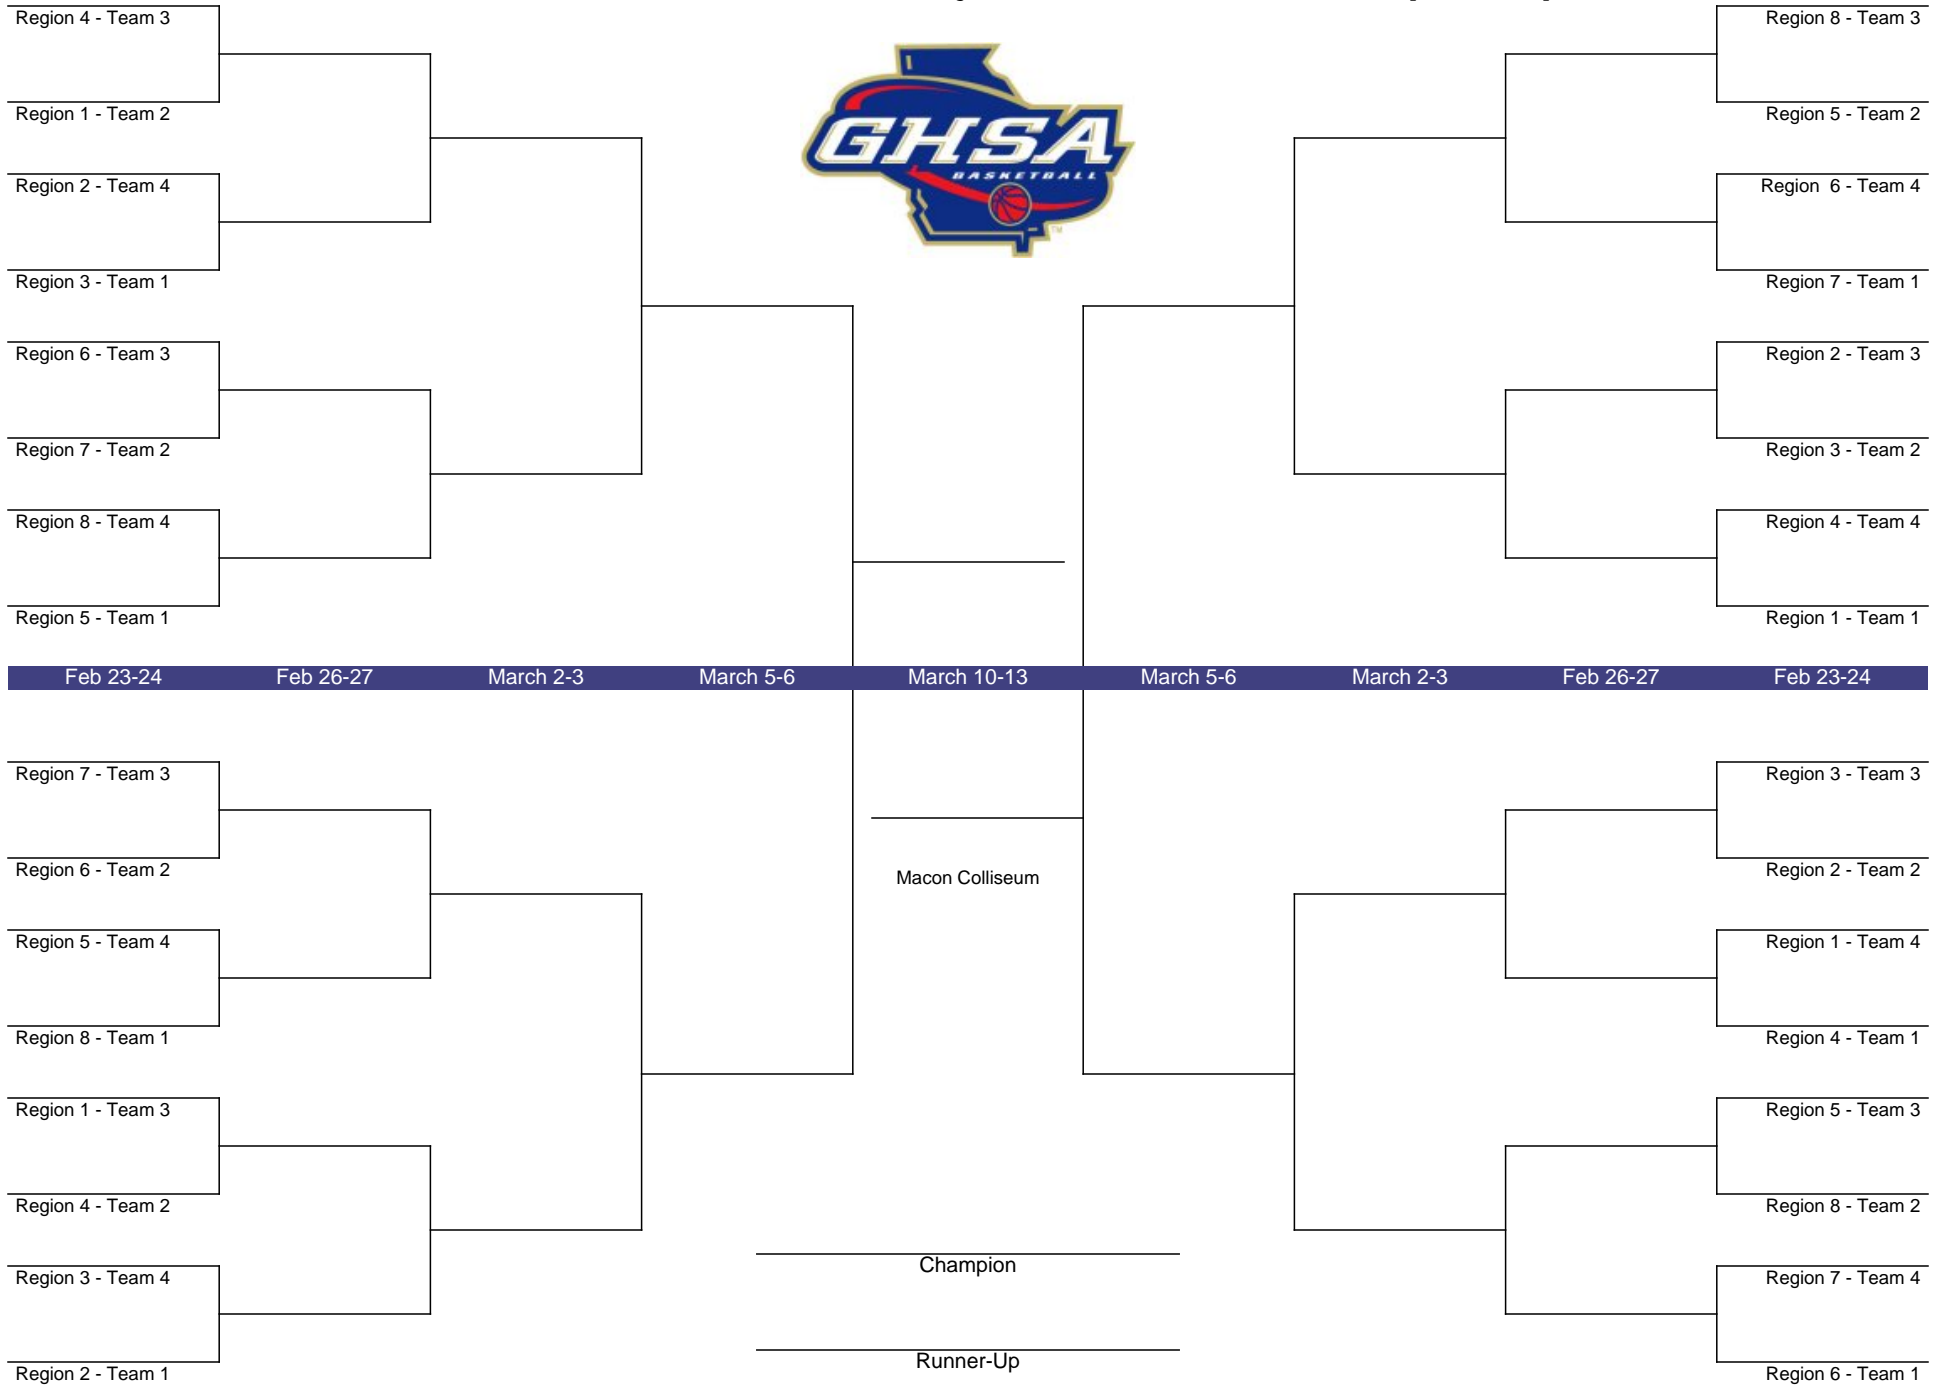 Region 4 - Team 3
Region 1 - Team 2
Region 2 - Team 4
Region 3 - Team 1
Region 6 - Team 3
Region 7 - Team 2
Region 8 - Team 4
Region 5 - Team 1
GHSA
BASKETBALL
TM
Region 8 - Team 3
Region 5 - Team 2
Region  6 - Team 4
Region 7 - Team 1
Region 2 - Team 3
Region 3 - Team 2
Region 4 - Team 4
Region 1 - Team 1
Feb 23-24 Feb 26-27 March 2-3 March 5-6 March 10-13 March 5-6 March 2-3 Feb 26-27 Feb 23-24
Region 7 - Team 3
Region 6 - Team 2
Region 5 - Team 4
Region 8 - Team 1
Region 1 - Team 3
Region 4 - Team 2
Region 3 - Team 4
Region 2 - Team 1
Macon Colliseum
Champion
Runner-Up
Region 3 - Team 3
Region 2 - Team 2
Region 1 - Team 4
Region 4 - Team 1
Region 5 - Team 3
Region 8 - Team 2
Region 7 - Team 4
Region 6 - Team 1